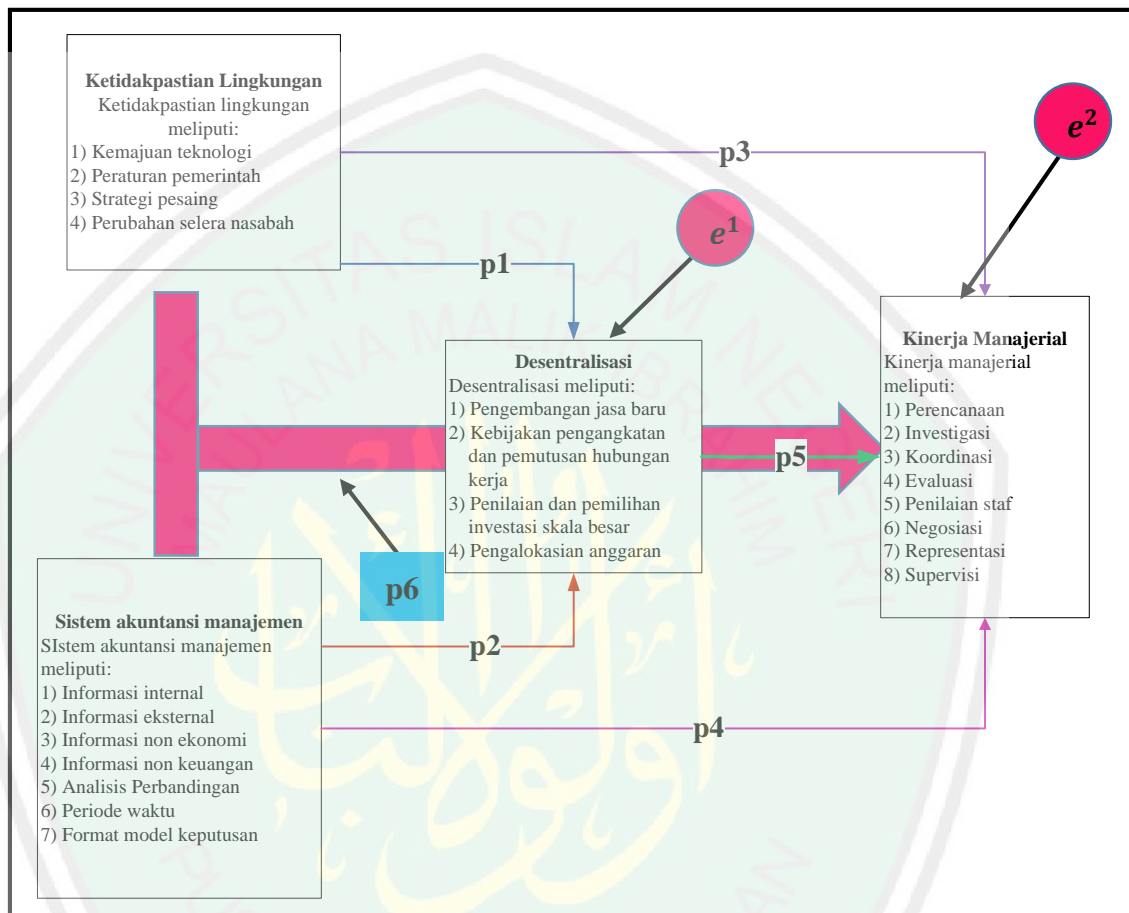 Ketidakpastian Lingkungan
Ketidakpastian lingkungan
meliputi:
1) Kemajuan teknologi
2) Peraturan pemerintah
3) Strategi pesaing
4) Perubahan selera nasabah
p3
e²
e¹
p1
Desentralisasi
Desentralisasi meliputi:
1) Pengembangan jasa baru
2) Kebijakan pengangkatan
dan pemutusan hubungan
kerja
3) Penilaian dan pemilihan
investasi skala besar
4) Pengalokasian anggaran
p5
Kinerja Manajerial
Kinerja manajerial
meliputi:
1) Perencanaan
2) Investigasi
3) Koordinasi
4) Evaluasi
5) Penilaian staf
6) Negosiasi
7) Representasi
8) Supervisi
p6
Sistem akuntansi manajemen
SIstem akuntansi manajemen
meliputi:
1) Informasi internal
2) Informasi eksternal
3) Informasi non ekonomi
4) Informasi non keuangan
5) Analisis Perbandingan
6) Periode waktu
7) Format model keputusan
p2
p4
UNIVERSITAS ISLAM NEGERI